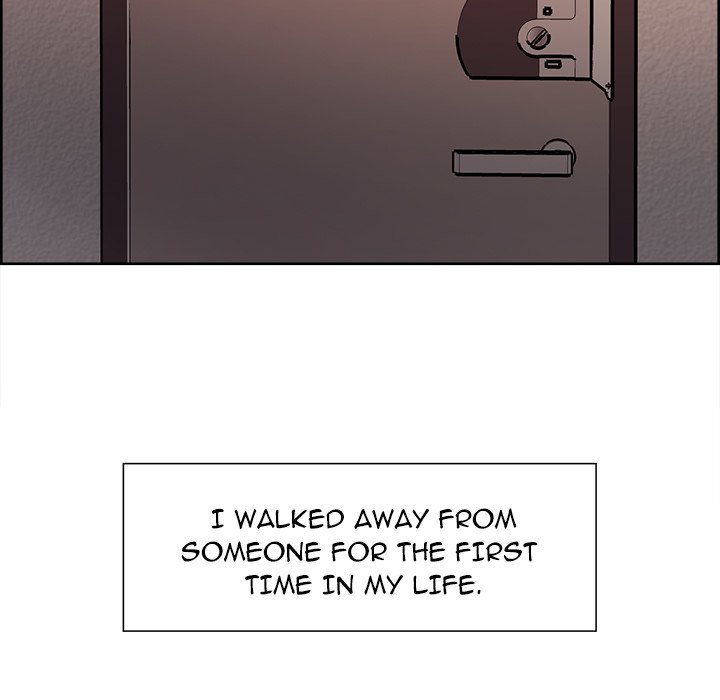 I WALKED AWAY FROM
SOMEONE FOR THE FIRST
TIME IN MY LIFE.